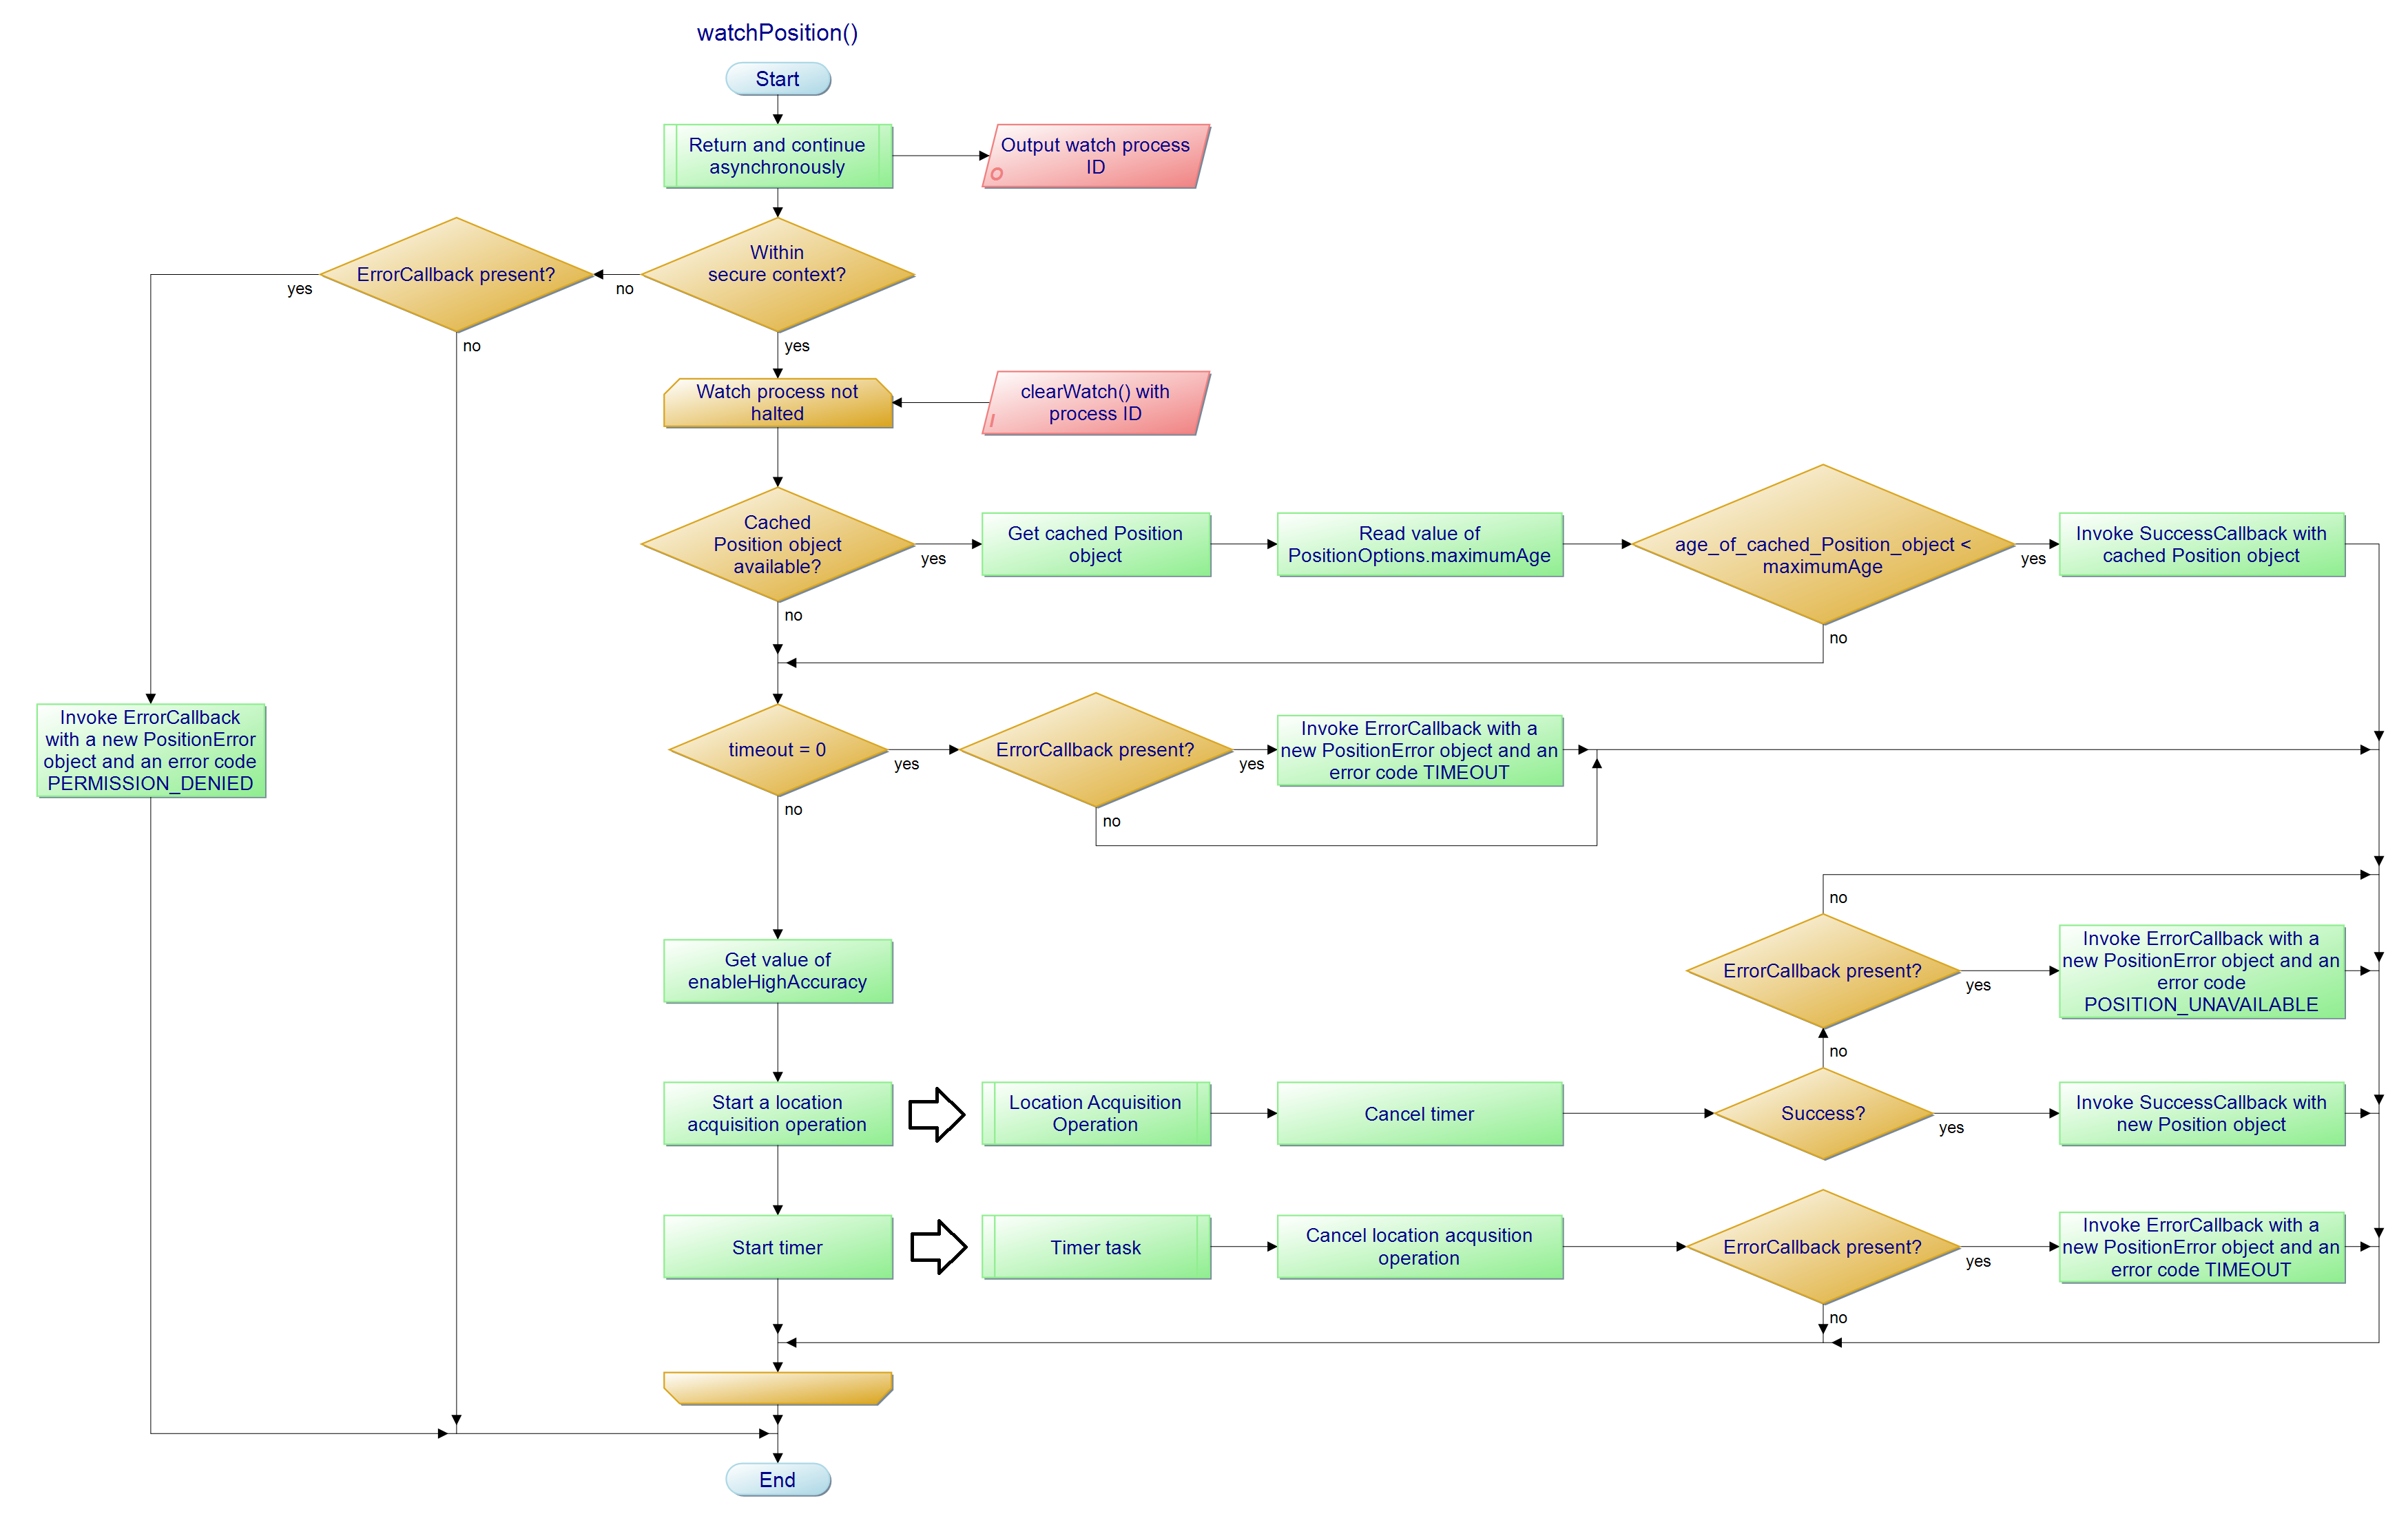 watchPosition()
Start
Return and continue
asynchronously
Output watch process
ID
O
Within
secure context?
no
yes
ErrorCallback present?
yes
no
Watch process not
halted
clearWatch() with
process ID
I
Cached
Position object
available?
yes
no
Get cached Position
object
Read value of
PositionOptions.maximumAge
age_of_cached_Position_object <
maximumAge
yes
no
Invoke SuccessCallback with
cached Position object
Invoke ErrorCallback
with a new PositionError
object and an error code
PERMISSION_DENIED
timeout = 0
yes
no
ErrorCallback present?
yes
no
Invoke ErrorCallback with a
new PositionError object and an
error code TIMEOUT
no
ErrorCallback present?
yes
Invoke ErrorCallback with a
new PositionError object and an
error code
POSITION_UNAVAILABLE
Get value of
enableHighAccuracy
no
Start a location
acquisition operation
Location Acquisition
Operation
Cancel timer
Success?
yes
Invoke SuccessCallback with
new Position object
Start timer
Timer task
Cancel location acqusition
operation
ErrorCallback present?
yes
no
Invoke ErrorCallback with a
new PositionError object and an
error code TIMEOUT
End